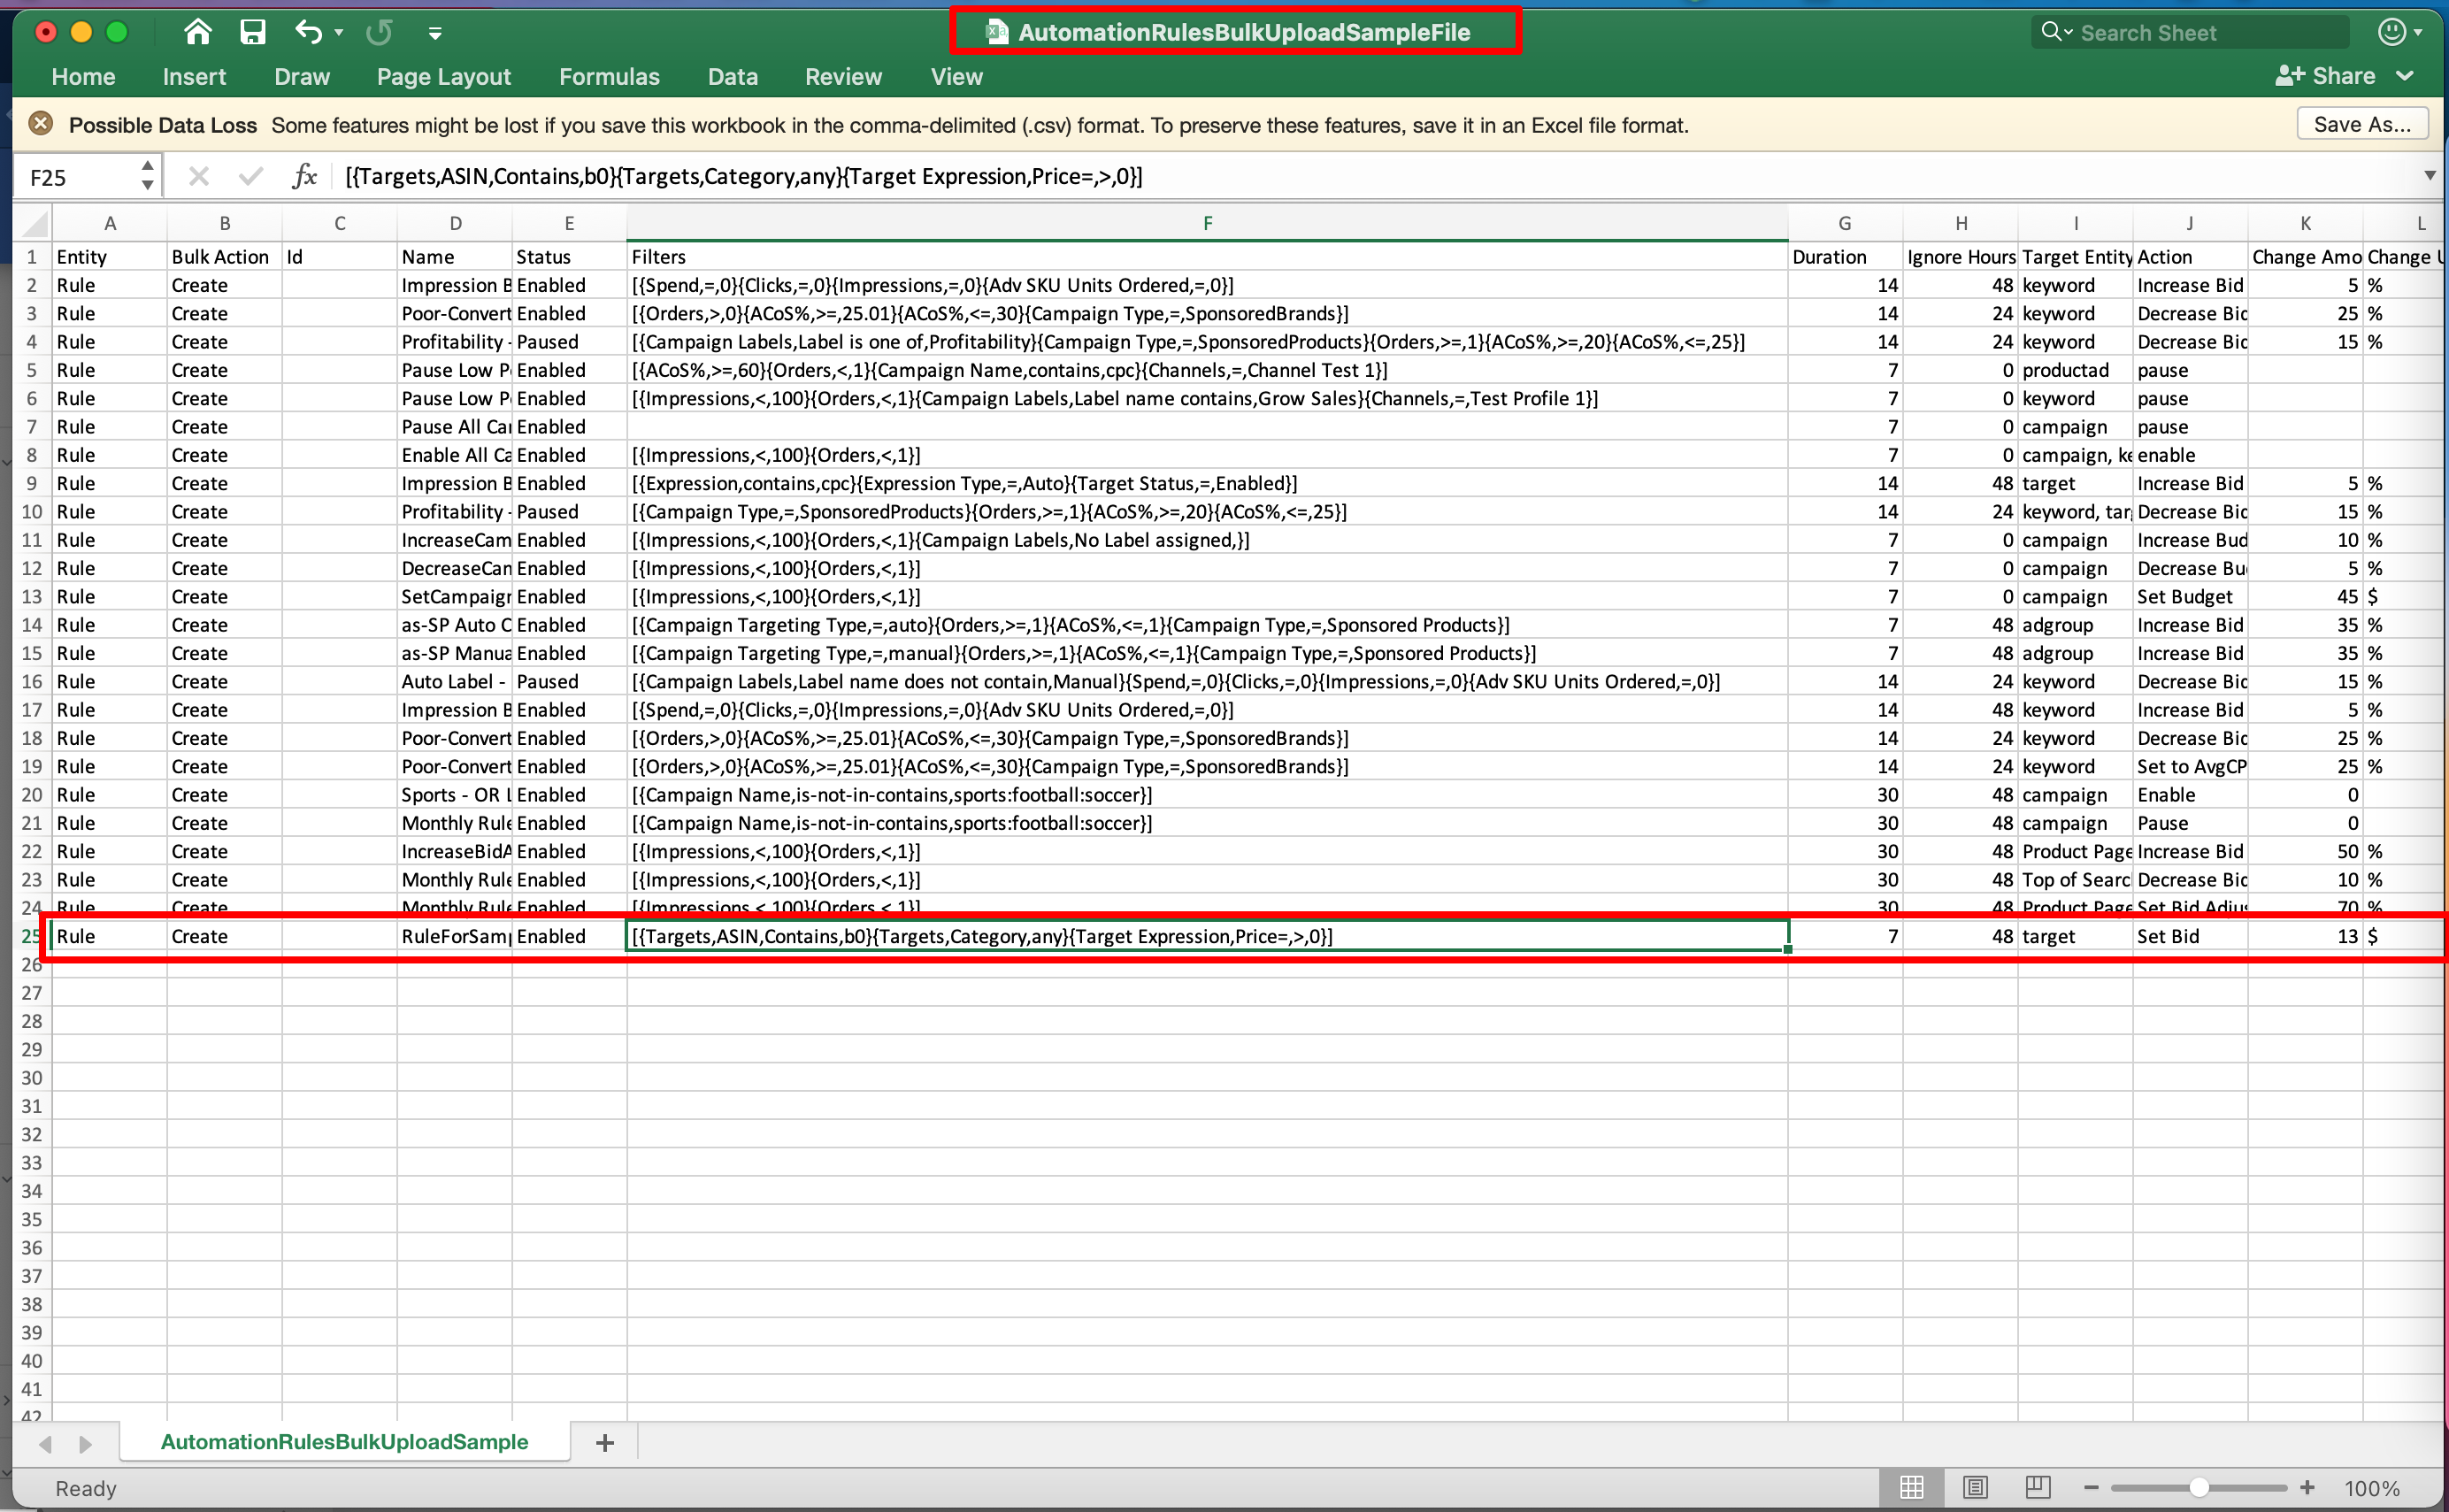 AutomationRulesBulkUploadSampleFile
Search Sheet
Home Insert Draw Page Layout Formulas Data Review View Share
Possible Data Loss Some features might be lost if you save this workbook in the comma-delimited (.csv) format. To preserve these features, save it in an Excel file format. Save As...
F25 fx [{Targets,ASIN,Contains,b0}{Targets,Category,any}{Target Expression,Price=,>,0}]
A B C D E F G H I J K L
1 Entity Bulk Action Id Name Status Filters Duration Ignore Hours Target Entity Action Change Amo Change U
2 Rule Create Impression B Enabled [{Spend,=,0}{Clicks,=,0}{Impressions,=,0}{Adv SKU Units Ordered,=,0}] 14 48 keyword Increase Bid 5 %
3 Rule Create Poor-Convert Enabled [{Orders,>,0}{ACoS%,>=,25.01}{ACoS%,<=,30}{Campaign Type,=,SponsoredBrands}] 14 24 keyword Decrease Bid 25 %
4 Rule Create Profitability - Paused [{Campaign Labels,Label is one of,Profitability}{Campaign Type,=,SponsoredProducts}{Orders,>=,1}{ACoS%,>=,20}{ACoS%,<=,25}] 14 24 keyword Decrease Bid 15 %
5 Rule Create Pause Low P Enabled [{ACoS%,>=,60}{Orders,<,1}{Campaign Name,contains,cpc}{Channels,=,Channel Test 1}] 7 0 productad pause
6 Rule Create Pause Low P Enabled [{Impressions,<,100}{Orders,<,1}{Campaign Labels,Label name contains,Grow Sales}{Channels,=,Test Profile 1}] 7 0 keyword pause
7 Rule Create Pause All Ca Enabled 7 0 campaign pause
8 Rule Create Enable All Ca Enabled [{Impressions,<,100}{Orders,<,1}] 7 0 campaign, ke enable
9 Rule Create Impression B Enabled [{Expression,contains,cpc}{Expression Type,=,Auto}{Target Status,=,Enabled}] 14 48 target Increase Bid 5 %
10 Rule Create Profitability - Paused [{Campaign Type,=,SponsoredProducts}{Orders,>=,1}{ACoS%,>=,20}{ACoS%,<=,25}] 14 24 keyword, tar Decrease Bid 15 %
11 Rule Create IncreaseCam Enabled [{Impressions,<,100}{Orders,<,1}{Campaign Labels,No Label assigned,}] 7 0 campaign Increase Bud 10 %
12 Rule Create DecreaseCan Enabled [{Impressions,<,100}{Orders,<,1}] 7 0 campaign Decrease Bu 5 %
13 Rule Create SetCampaign Enabled [{Impressions,<,100}{Orders,<,1}] 7 0 campaign Set Budget 45 $
14 Rule Create as-SP Auto C Enabled [{Campaign Targeting Type,=,auto}{Orders,>=,1}{ACoS%,<=,1}{Campaign Type,=,Sponsored Products}] 7 48 adgroup Increase Bid 35 %
15 Rule Create as-SP Manua Enabled [{Campaign Targeting Type,=,manual}{Orders,>=,1}{ACoS%,<=,1}{Campaign Type,=,Sponsored Products}] 7 48 adgroup Increase Bid 35 %
16 Rule Create Auto Label - Paused [{Campaign Labels,Label name does not contain,Manual}{Spend,=,0}{Clicks,=,0}{Impressions,=,0}{Adv SKU Units Ordered,=,0}] 14 24 keyword Decrease Bid 15 %
17 Rule Create Impression B Enabled [{Spend,=,0}{Clicks,=,0}{Impressions,=,0}{Adv SKU Units Ordered,=,0}] 14 48 keyword Increase Bid 5 %
18 Rule Create Poor-Convert Enabled [{Orders,>,0}{ACoS%,>=,25.01}{ACoS%,<=,30}{Campaign Type,=,SponsoredBrands}] 14 24 keyword Decrease Bid 25 %
19 Rule Create Poor-Convert Enabled [{Orders,>,0}{ACoS%,>=,25.01}{ACoS%,<=,30}{Campaign Type,=,SponsoredBrands}] 14 24 keyword Set to AvgCP 25 %
20 Rule Create Sports - OR L Enabled [{Campaign Name,is-not-in-contains,sports:football:soccer}] 30 48 campaign Enable 0
21 Rule Create Monthly Rule Enabled [{Campaign Name,is-not-in-contains,sports:football:soccer}] 30 48 campaign Pause 0
22 Rule Create IncreaseBidA Enabled [{Impressions,<,100}{Orders,<,1}] 30 48 Product Page Increase Bid 50 %
23 Rule Create Monthly Rule Enabled [{Impressions,<,100}{Orders,<,1}] 30 48 Top of Searc Decrease Bid 10 %
24 Rule Create Monthly Rule Enabled [{Impressions,<,100}{Orders,<,1}] 30 48 Product Page Set Bid Adjus 70 %
25 Rule Create RuleForSamp Enabled [{Targets,ASIN,Contains,b0}{Targets,Category,any}{Target Expression,Price=,>,0}] 7 48 target Set Bid 13 $
26
27
28
29
30
31
32
33
34
35
36
37
38
39
40
41
42
AutomationRulesBulkUploadSample +
Ready 100%